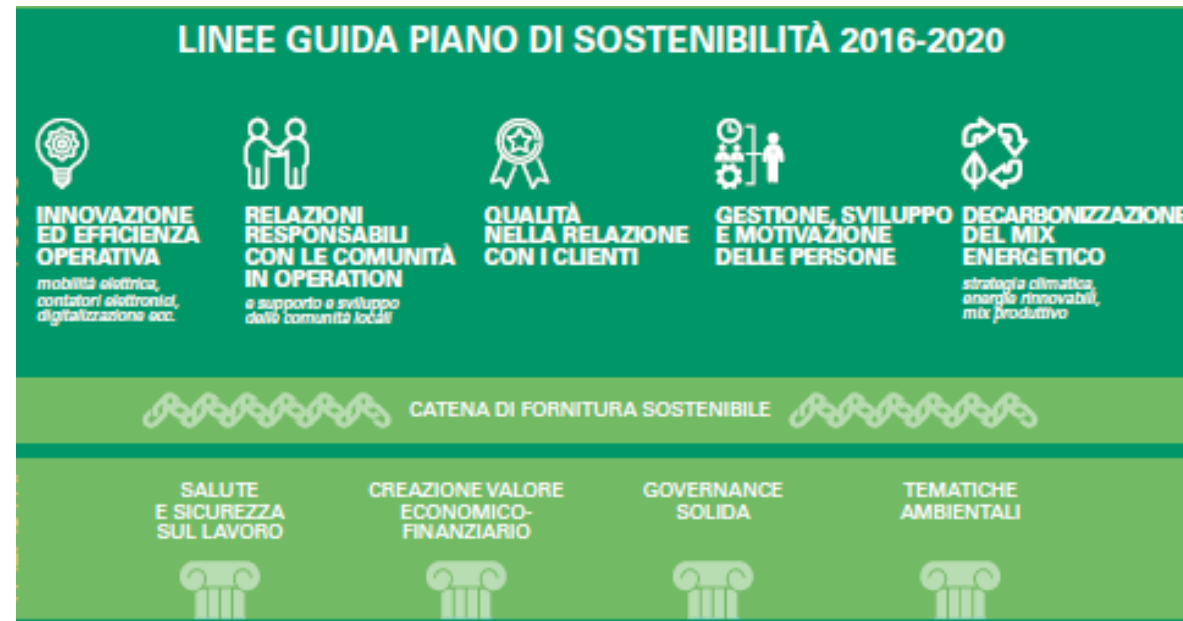 LINEE GUIDA PIANO DI SOSTENIBILITÀ 2016-2020
INNOVAZIONE
ED EFFICIENZA
OPERATIVA
mobilità elettrica,
contatori elettronici,
digitalizzazione ecc.
RELAZIONI
RESPONSABILI
CON LE COMUNITÀ
IN OPERATION
e supporto e sviluppo
delle comunità locali
QUALITÀ
NELLA RELAZIONE
CON I CLIENTI
GESTIONE, SVILUPPO
E MOTIVAZIONE
DELLE PERSONE
DECARBONIZZAZIONE
DEL MIX
ENERGETICO
strategia climatica,
energie rinnovabili,
mix produttivo
CATENA DI FORNITURA SOSTENIBILE
SALUTE
E SICUREZZA
SUL LAVORO
CREAZIONE VALORE
ECONOMICO-
FINANZIARIO
GOVERNANCE
SOLIDA
TEMATICHE
AMBIENTALI